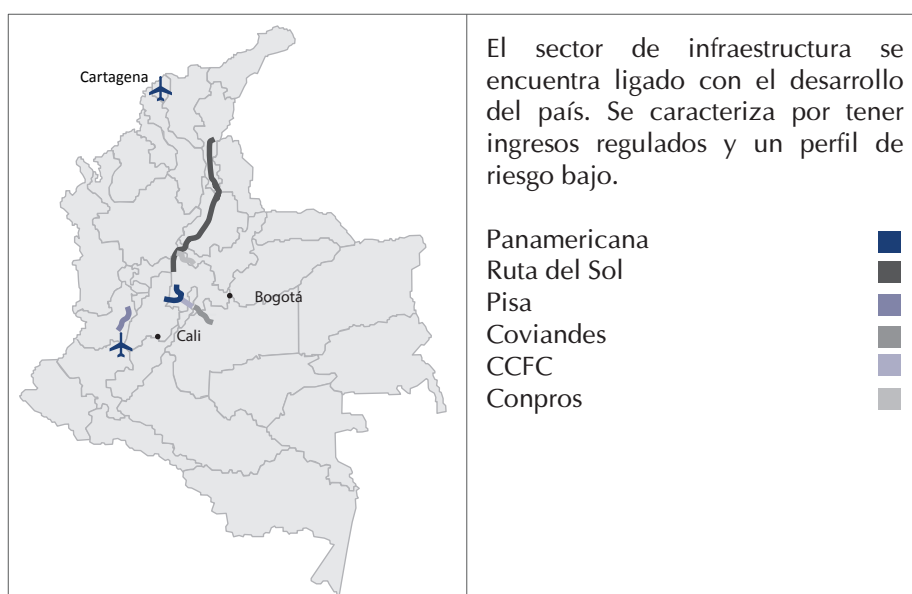 Cartagena
Bogotá
Cali
El sector de infraestructura se
encuentra ligado con el desarrollo
del país. Se caracteriza por tener
ingresos regulados y un perfil de
riesgo bajo.
Panamericana
Ruta del Sol
Pisa
Coviandes
CCFC
Conpros